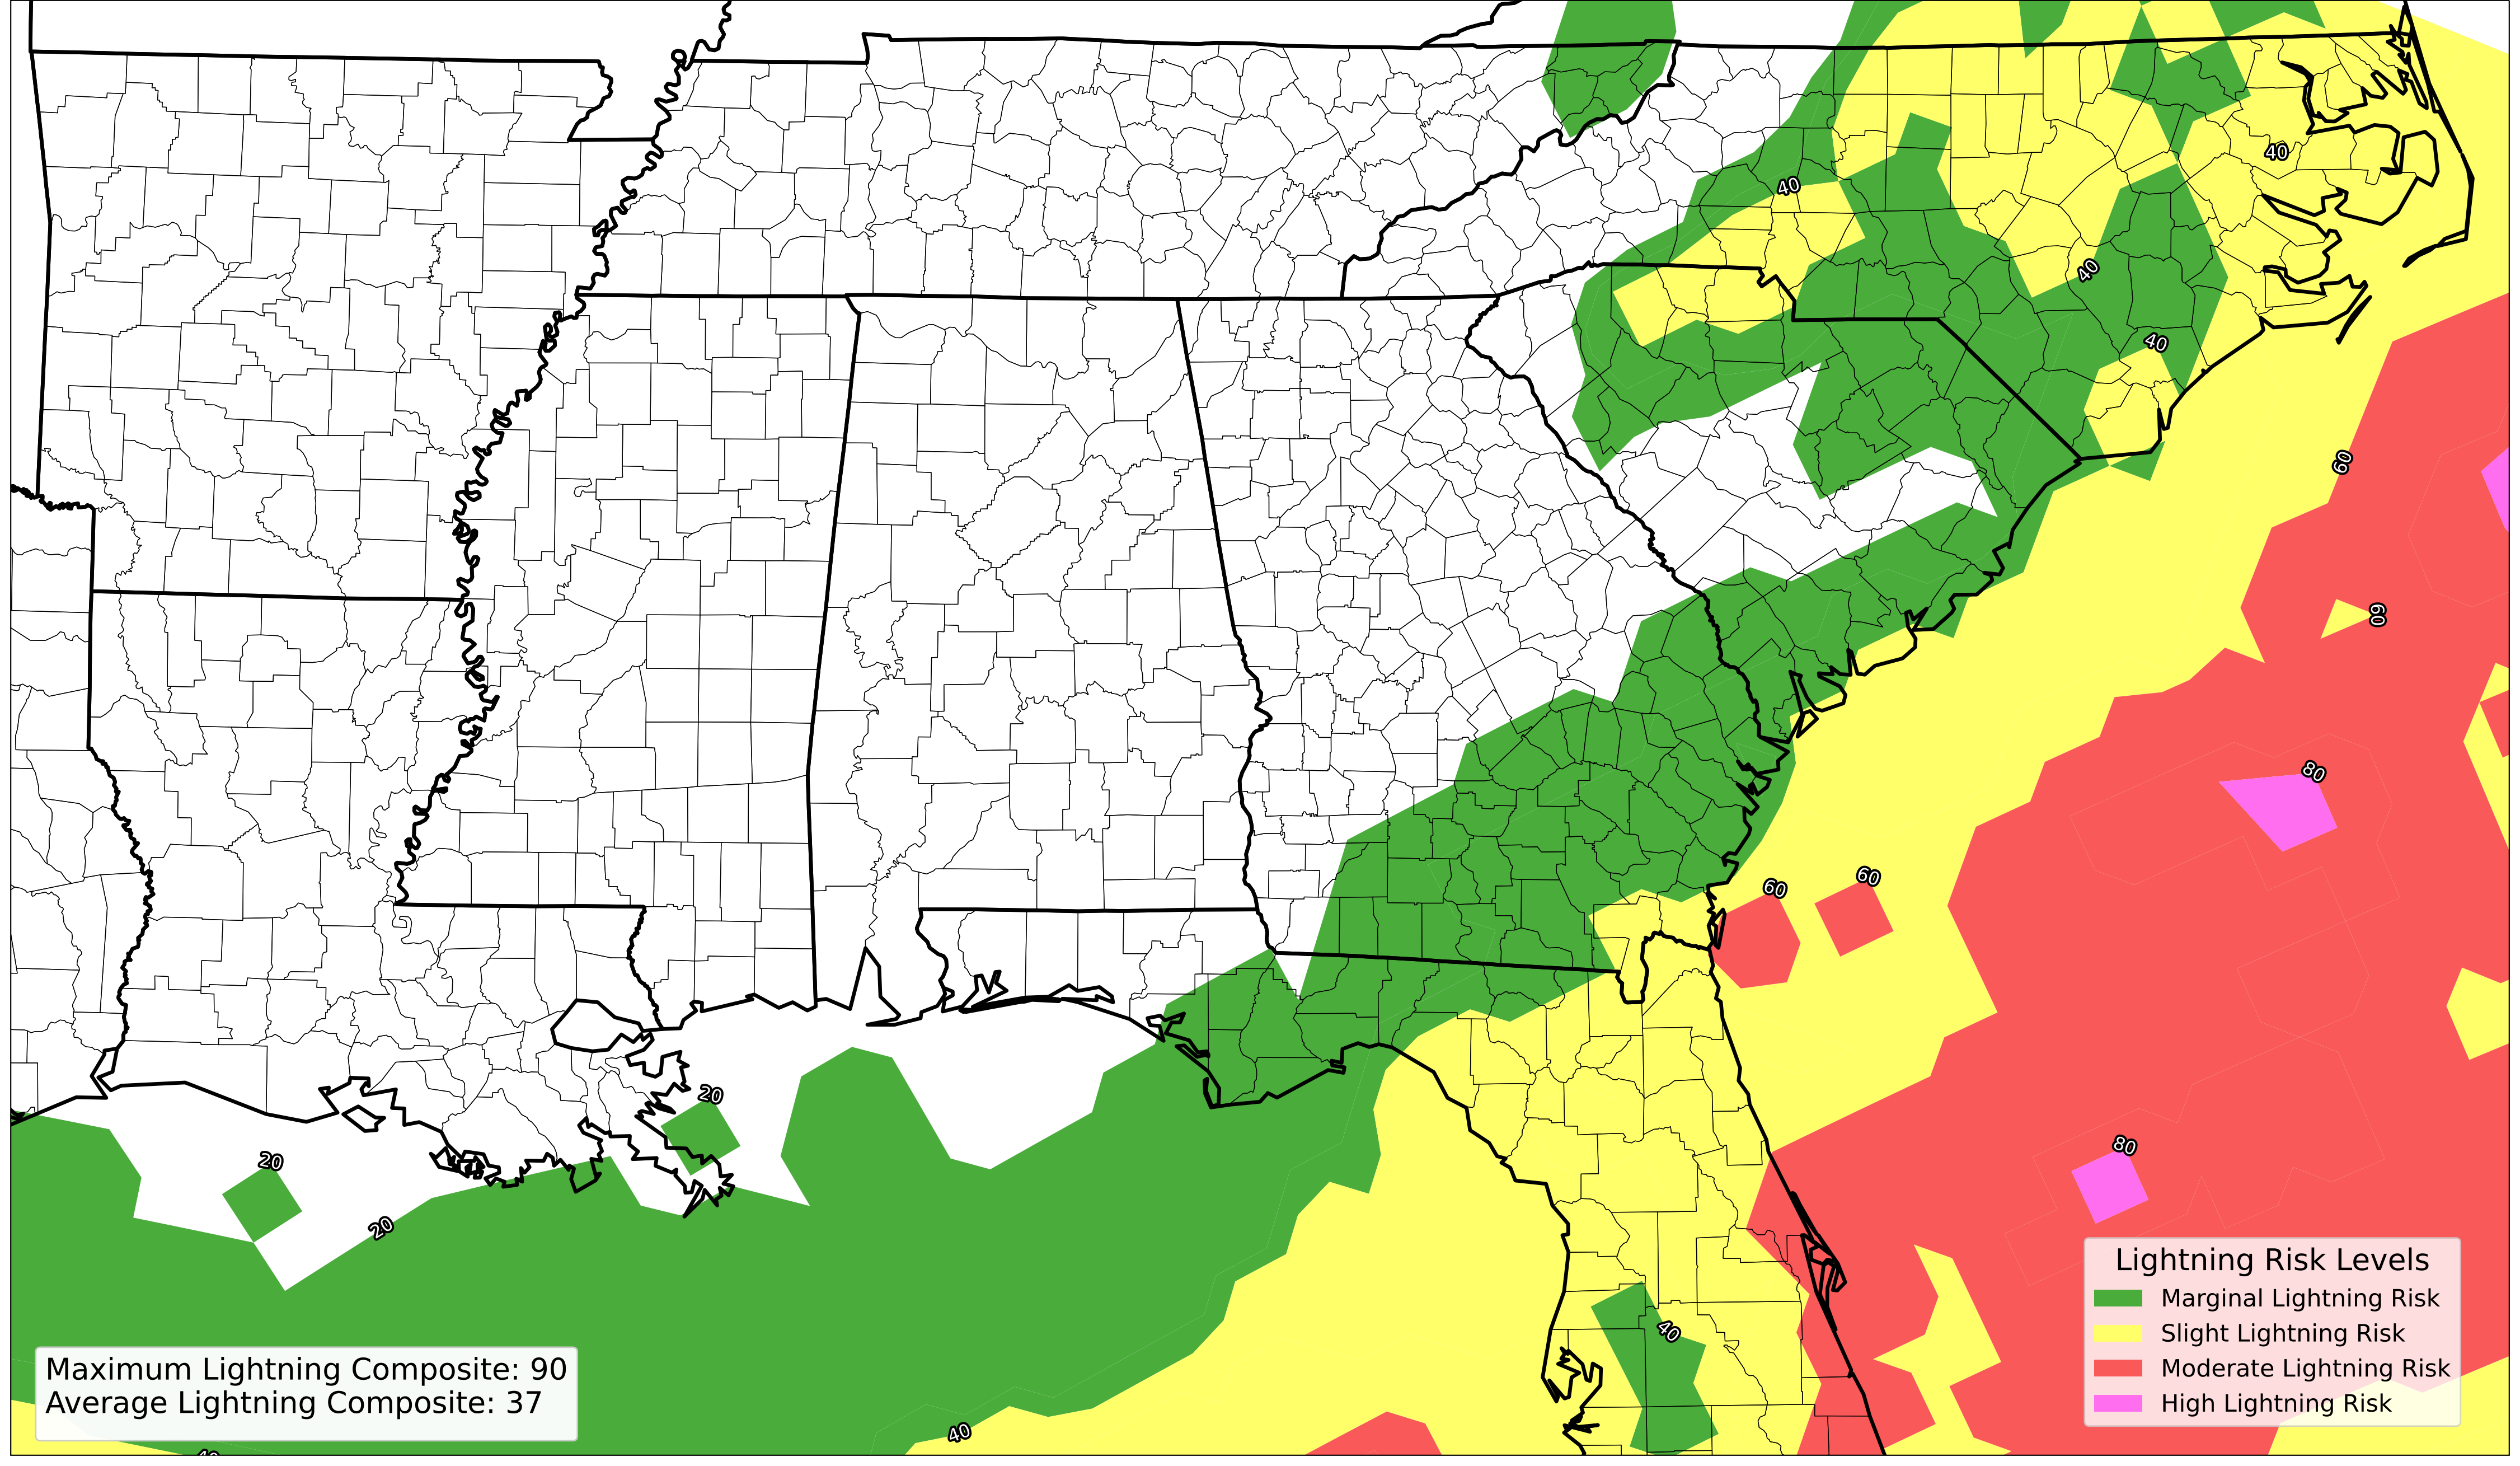 40
40
40
40
60
60
80
60
60
20
20
80
20
40
40
Lightning Risk Levels
Marginal Lightning Risk
Slight Lightning Risk
Moderate Lightning Risk
High Lightning Risk
Maximum Lightning Composite: 90
Average Lightning Composite: 37